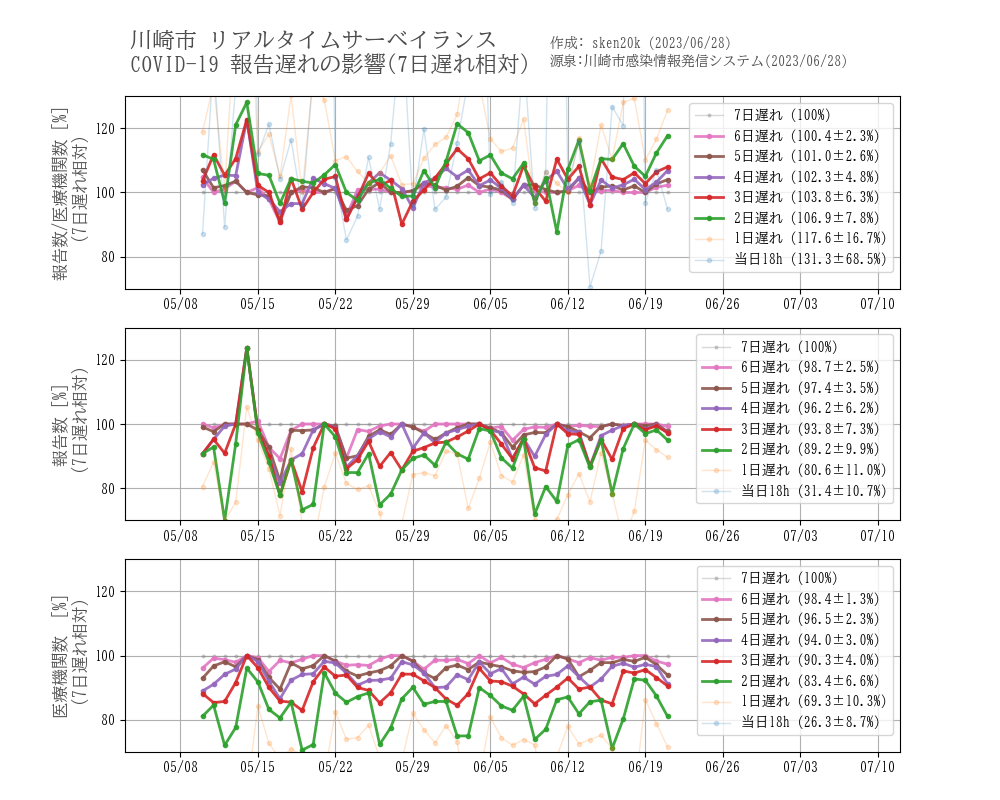 川崎市 リアルタイムサーベイランス
COVID-19 報告遅れの影響(7日遅れ相対)
作成: sken20k (2023/06/28)
源泉:川崎市感染情報発信システム(2023/06/28)
報告数/医療機関数 [%]
(7日遅れ相対)
120
100
80
7日遅れ (100%)
6日遅れ (100.4±2.3%)
5日遅れ (101.0±2.6%)
4日遅れ (102.3±4.8%)
3日遅れ (103.8±6.3%)
2日遅れ (106.9±7.8%)
1日遅れ (117.6±16.7%)
当日18h (131.3±68.5%)
05/08 05/15 05/22 05/29 06/05 06/12 06/19 06/26 07/03 07/10
報告数 [%]
(7日遅れ相対)
120
100
80
7日遅れ (100%)
6日遅れ (98.7±2.5%)
5日遅れ (97.4±3.5%)
4日遅れ (96.2±6.2%)
3日遅れ (93.8±7.3%)
2日遅れ (89.2±9.9%)
1日遅れ (80.6±11.0%)
当日18h (31.4±10.7%)
05/08 05/15 05/22 05/29 06/05 06/12 06/19 06/26 07/03 07/10
医療機関数 [%]
(7日遅れ相対)
120
100
80
7日遅れ (100%)
6日遅れ (98.4±1.3%)
5日遅れ (96.5±2.3%)
4日遅れ (94.0±3.0%)
3日遅れ (90.3±4.0%)
2日遅れ (83.4±6.6%)
1日遅れ (69.3±10.3%)
当日18h (26.3±8.7%)
05/08 05/15 05/22 05/29 06/05 06/12 06/19 06/26 07/03 07/10